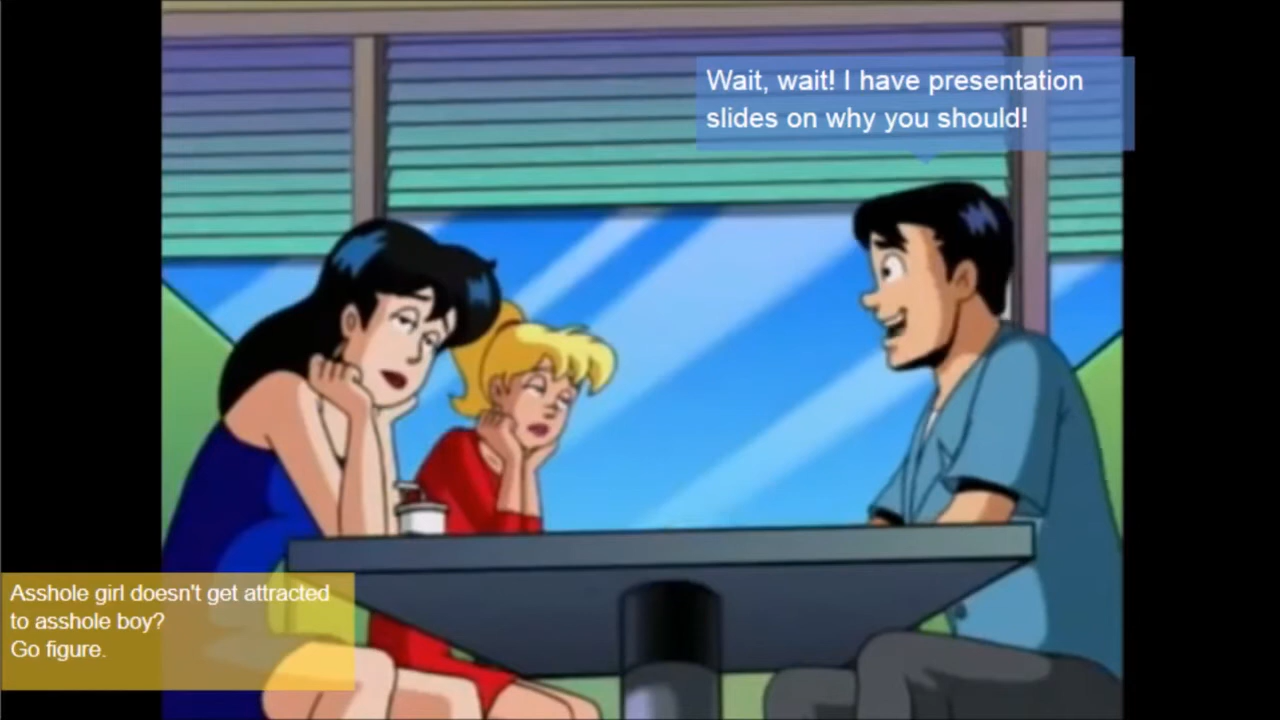 Wait, wait! I have presentation
slides on why you should!
Asshole girl doesn't get attracted
to asshole boy?
Go figure.